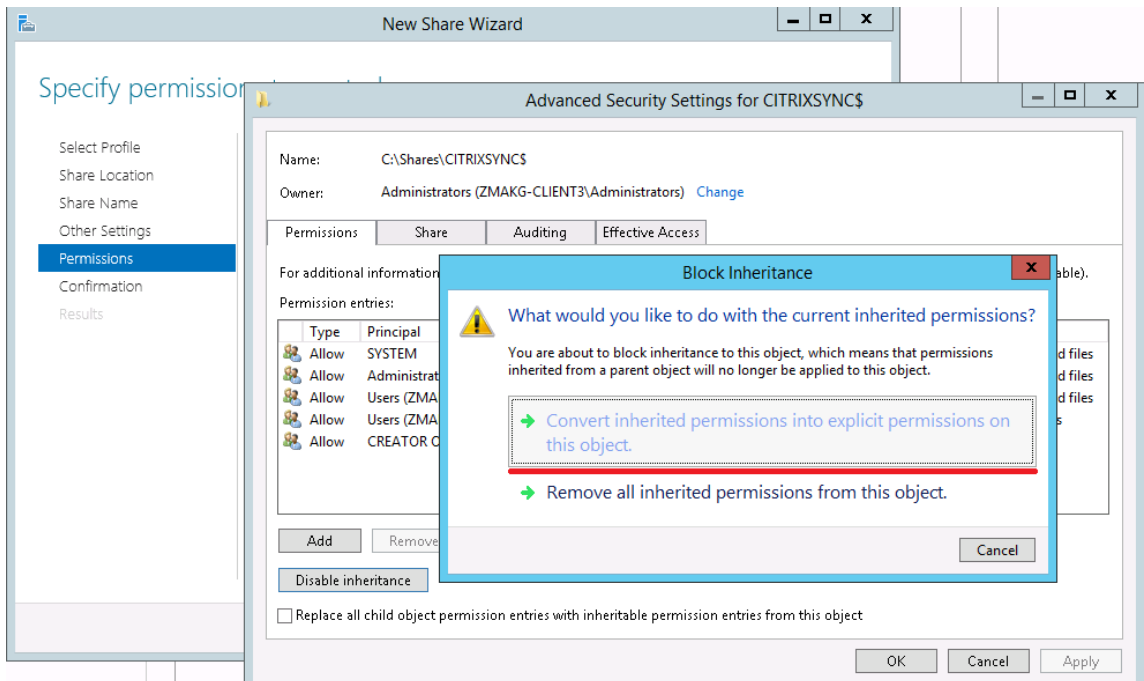 New Share Wizard
Specify permission
Select Profile
Share Location
Share Name
Other Settings
Permissions
Confirmation
Results
Advanced Security Settings for CITRIXSYNC$
Name: C:\Shares\CITRIXSYNC$
Owner: Administrators (ZMAKG-CLIENT3\Administrators) Change
Permissions Share Auditing Effective Access
For additional information
able).
Permission entries:
Type Principal
Allow SYSTEM
d files
Allow Administrat
d files
Allow Users (ZMA
d files
Allow Users (ZMA
s
Allow CREATOR O
Add Remove
Disable inheritance
Replace all child object permission entries with inheritable permission entries from this object
OK Cancel Apply
Block Inheritance
What would you like to do with the current inherited permissions?
You are about to block inheritance to this object, which means that permissions
inherited from a parent object will no longer be applied to this object.
Convert inherited permissions into explicit permissions on
this object.
Remove all inherited permissions from this object.
Cancel